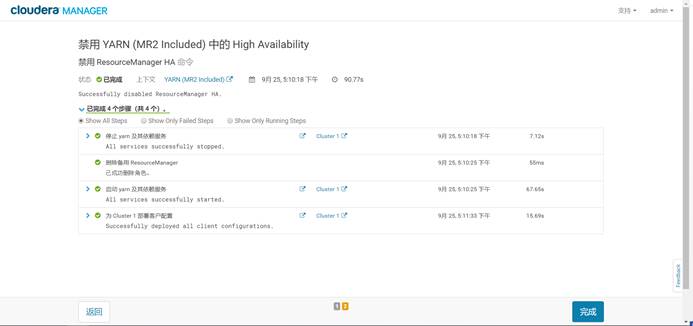 cloudera MANAGER 支持 admin
禁用 YARN (MR2 Included) 中的 High Availability
禁用 ResourceManager HA 命令
状态 已完成 上下文 YARN (MR2 Included) 9月 25, 5:10:18 下午 90.77s
Successfully disabled ResourceManager HA.
已完成 4 个步骤（共 4 个）。
Show All Steps Show Only Failed Steps Show Only Running Steps
停止 yarn 及其依赖服务 Cluster 1 9月 25, 5:10:18 下午 7.12s
All services successfully stopped.
删除备用 ResourceManager 9月 25, 5:10:25 下午 55ms
已成功删除角色。
启动 yarn 及其依赖服务 Cluster 1 9月 25, 5:10:25 下午 67.65s
All services successfully started.
为 Cluster 1 部署客户配置 Cluster 1 9月 25, 5:11:33 下午 15.69s
Successfully deployed all client configurations.
Feedback
返回 1 2 完成